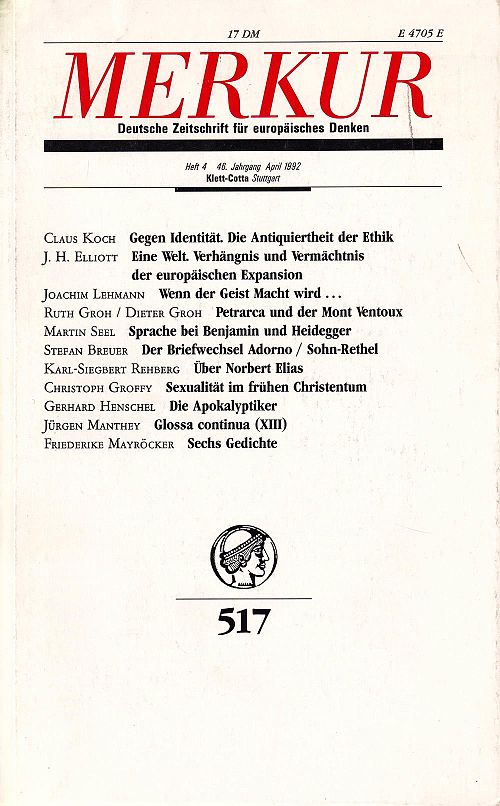 17 DM E 4705 E
MERKUR
Deutsche Zeitschrift für europäisches Denken
Heft 4 46. Jahrgang April 1992
Klett-Cotta Stuttgart
Claus Koch Gegen Identität. Die Antiquiertheit der Ethik
J. H. Elliott Eine Welt. Verhängnis und Vermächtnis
der europäischen Expansion
Joachim Lehmann Wenn der Geist Macht wird ...
Ruth Groh / Dieter Groh Petrarca und der Mont Ventoux
Martin Seel Sprache bei Benjamin und Heidegger
Stefan Breuer Der Briefwechsel Adorno / Sohn-Rethel
Karl-Siegbert Rehberg Über Norbert Elias
Christoph Groffy Sexualität im frühen Christentum
Gerhard Henschel Die Apokalyptiker
Jürgen Manthey Glossa continua (XIII)
Friederike Mayröcker Sechs Gedichte
517